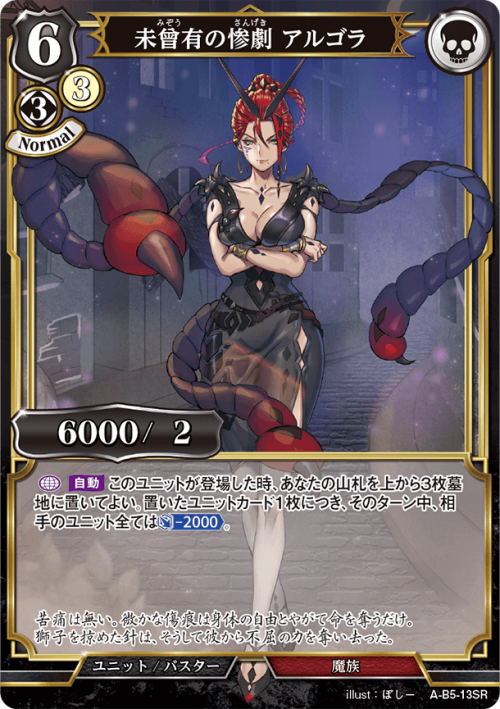 6
みぞう さんげき
未曾有の惨劇 アルゴラ
3
3
Normal
6000/ 2
自動 このユニットが登場した時、あなたの山札を上から3枚墓
地に置いてよい。置いたユニットカード1枚につき、そのターン中、相
手のユニット全ては-2000。
苦痛は無い。微かな傷痕は身体の自由とやがて命を奪うだけ。
獅子を掠めた針は、そうして彼から不屈の力を奪い去った。
ユニット/バスター
魔族
illust:ぽしー A-B5-13SR